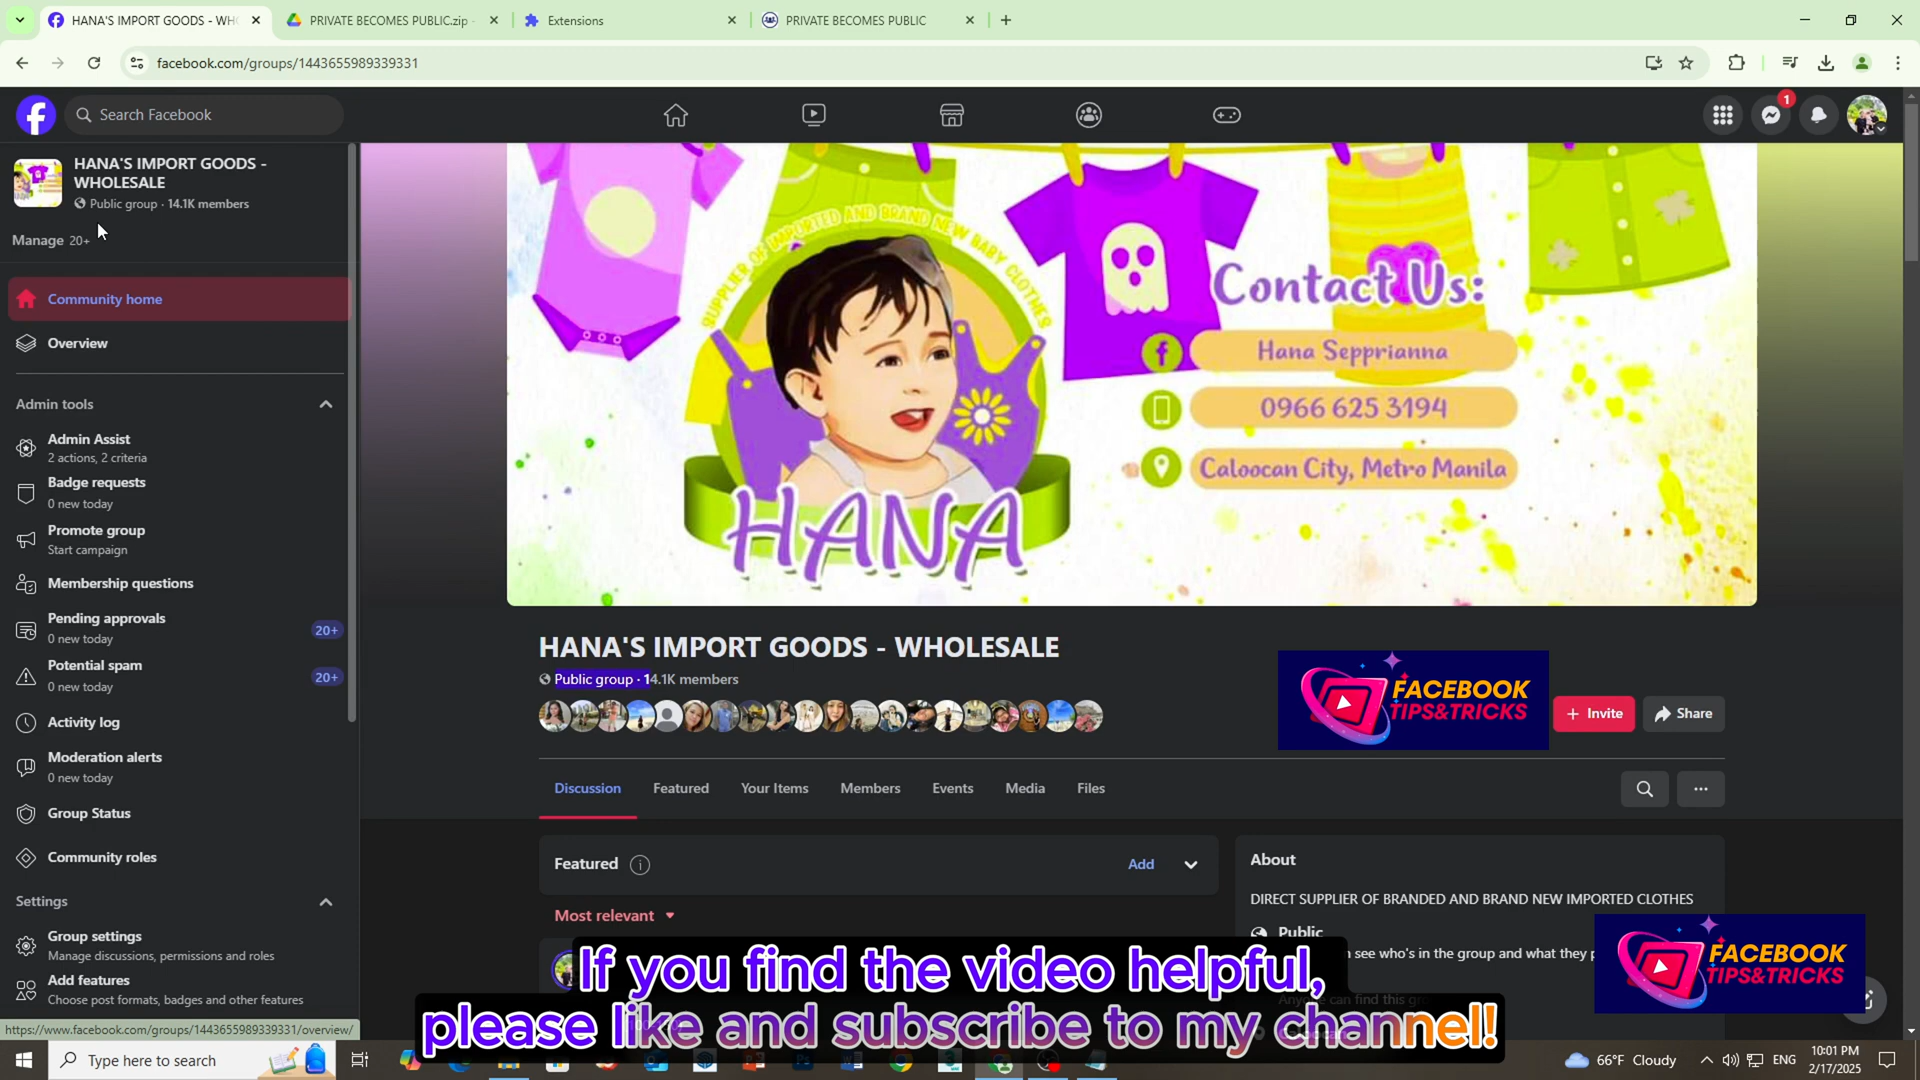 HANA'S IMPORT GOODS - WH
PRIVATE BECOMES PUBLIC.zip -
Extensions
PRIVATE BECOMES PUBLIC
facebook.com/groups/1443655989339331
Search Facebook
1
HANA'S IMPORT GOODS -
WHOLESALE
Public group · 14.1K members
Manage 20+
Community home
Overview
Admin tools
Admin Assist
2 actions, 2 criteria
Badge requests
0 new today
Promote group
Start campaign
Membership questions
Pending approvals
0 new today
20+
Potential spam
0 new today
20+
Activity log
Moderation alerts
0 new today
Group Status
Community roles
Settings
Group settings
Manage discussions, permissions and roles
Add features
Choose post formats, badges and other features
https://www.facebook.com/groups/1443655989339331/overview/
SUPPLIER OF IMPORTED AND BRAND NEW BABY CLOTHES
HANA
Contact Us:
Hana Sepprianna
0966 625 3194
Caloocan City, Metro Manila
HANA'S IMPORT GOODS - WHOLESALE
Public group · 14.1K members
FACEBOOK
TIPS&TRICKS
Invite
Share
Discussion
Featured
Your Items
Members
Events
Media
Files
Featured
Add
Most relevant
About
DIRECT SUPPLIER OF BRANDED AND BRAND NEW IMPORTED CLOTHES
Public
see who's in the group and what they
Anyone can find this
FACEBOOK
TIPS&TRICKS
If you find the video helpful,
please like and subscribe to my channel!
Type here to search
66°F Cloudy
ENG
10:01 PM
2/17/2025